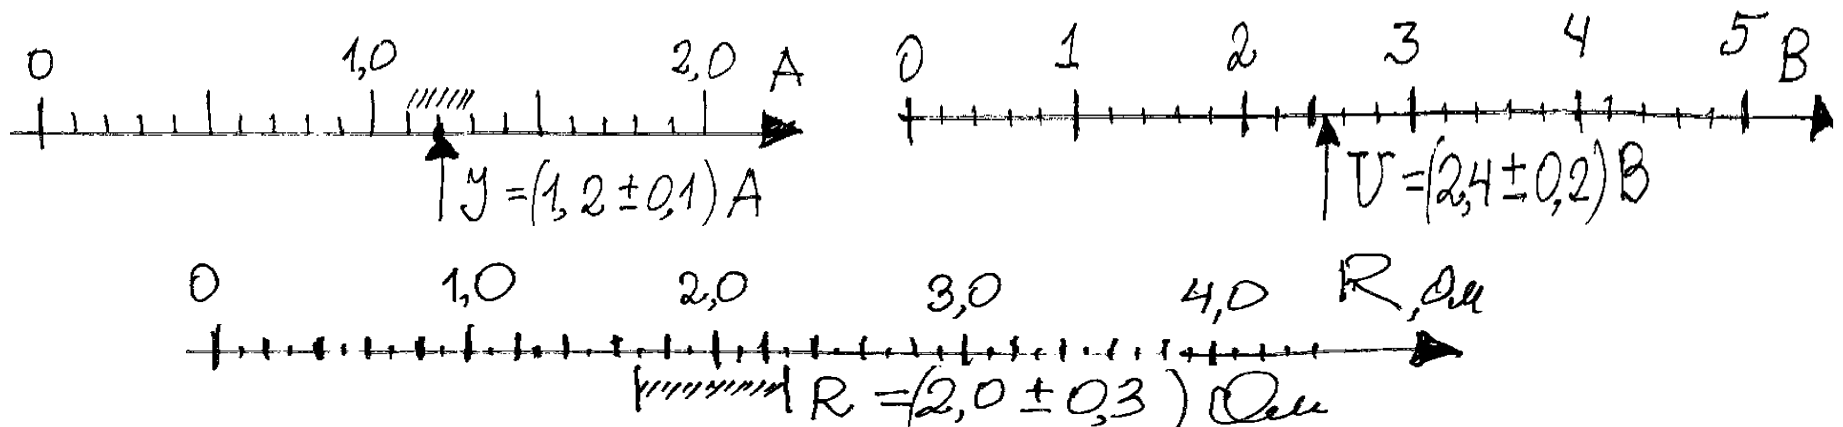 0 1,0 2,0 A
У = (1,2 ± 0,1) A
0 1 2 3 4 5 В
U = (2,4 ± 0,2) В
0 1,0 2,0 3,0 4,0 R, Ом
R = (2,0 ± 0,3) Ом